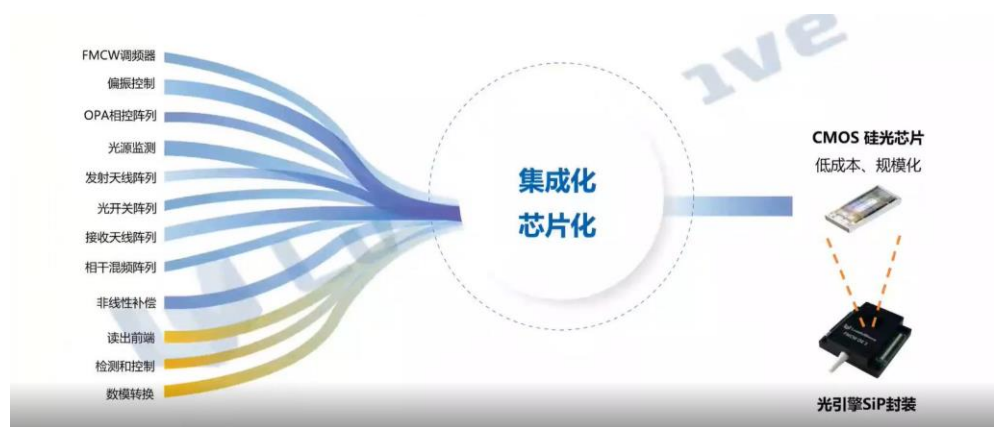 FMCW调频器
偏振控制
OPA相控阵列
光源监测
发射天线阵列
光开关阵列
接收天线阵列
相干混频阵列
非线性补偿
读出前端
检测和控制
数模转换
集成化
芯片化
CMOS 硅光芯片
低成本、规模化
光引擎SiP封装